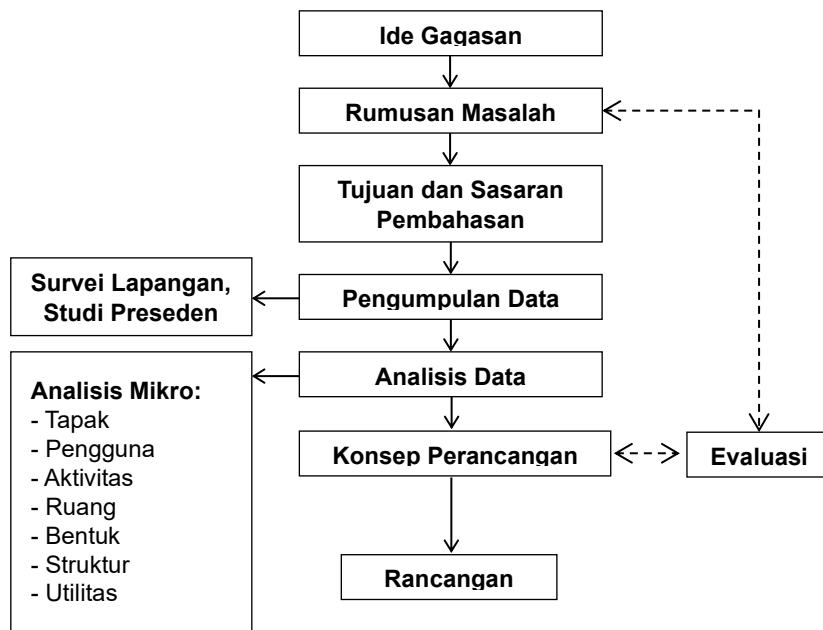 Ide Gagasan
Rumusan Masalah
Tujuan dan Sasaran
Pembahasan
Survei Lapangan,
Studi Preseden
Pengumpulan Data
Analisis Data
Analisis Mikro:
- Tapak
- Pengguna
- Aktivitas
- Ruang
- Bentuk
- Struktur
- Utilitas
Konsep Perancangan
Evaluasi
Rancangan